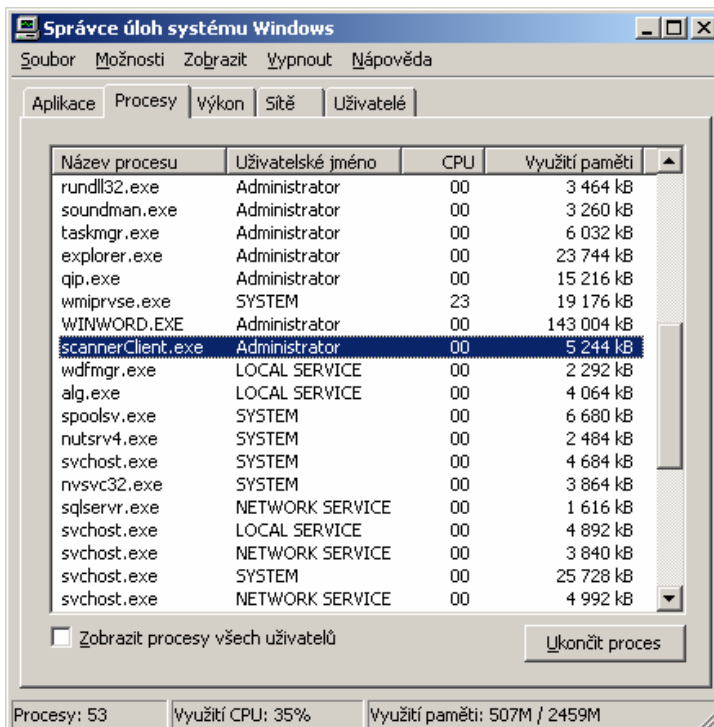 Správce úloh systému Windows
Soubor Možnosti Zobrazit Vypnout Nápověda
Aplikace Procesy Výkon Sítě Uživatelé
Název procesu Uživatelské jméno CPU Využití paměti
rundll32.exe Administrator 00 3 464 kB
soundman.exe Administrator 00 3 260 kB
taskmgr.exe Administrator 00 6 032 kB
explorer.exe Administrator 00 23 744 kB
qip.exe Administrator 00 15 216 kB
wmiprvse.exe SYSTEM 23 19 176 kB
WINWORD.EXE Administrator 00 143 004 kB
scannerClient.exe Administrator 00 5 244 kB
wdfmgr.exe LOCAL SERVICE 00 2 292 kB
alg.exe LOCAL SERVICE 00 4 064 kB
spoolsv.exe SYSTEM 00 6 680 kB
nutsrv4.exe SYSTEM 00 2 484 kB
svchost.exe SYSTEM 00 4 684 kB
nvsvc32.exe SYSTEM 00 3 864 kB
sqlservr.exe NETWORK SERVICE 00 1 616 kB
svchost.exe LOCAL SERVICE 00 4 892 kB
svchost.exe NETWORK SERVICE 00 3 840 kB
svchost.exe SYSTEM 00 25 728 kB
svchost.exe NETWORK SERVICE 00 4 992 kB
Zobrazit procesy všech uživatelů Ukončit proces
Procesy: 53 Využití CPU: 35% Využití paměti: 507M / 2459M